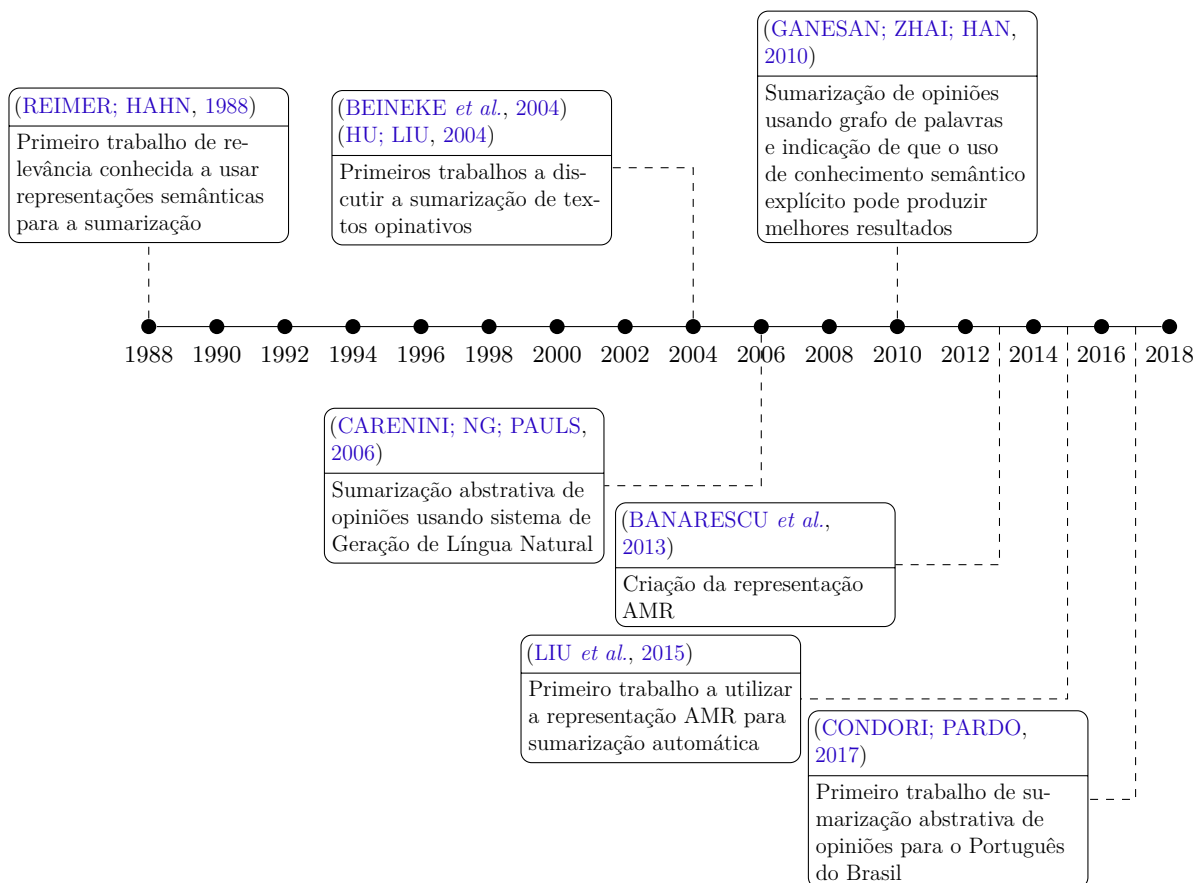 (REIMER; HAHN, 1988)
Primeiro trabalho de re-
levância conhecida a usar
representações semânticas
para a sumarização
(BEINEKE et al., 2004)
(HU; LIU, 2004)
Primeiros trabalhos a dis-
cutir a sumarização de tex-
tos opinativos
(GANESAN; ZHAI; HAN,
2010)
Sumarização de opiniões
usando grafo de palavras
e indicação de que o uso
de conhecimento semântico
explícito pode produzir
melhores resultados
1988 1990 1992 1994 1996 1998 2000 2002 2004 2006 2008 2010 2012 2014 2016 2018
(CARENINI; NG; PAULS,
2006)
Sumarização abstrativa de
opiniões usando sistema de
Geração de Língua Natural
(BANARESCU et al.,
2013)
Criação da representação
AMR
(LIU et al., 2015)
Primeiro trabalho a utilizar
a representação AMR para
sumarização automática
(CONDORI; PARDO,
2017)
Primeiro trabalho de su-
marização abstrativa de
opiniões para o Português
do Brasil